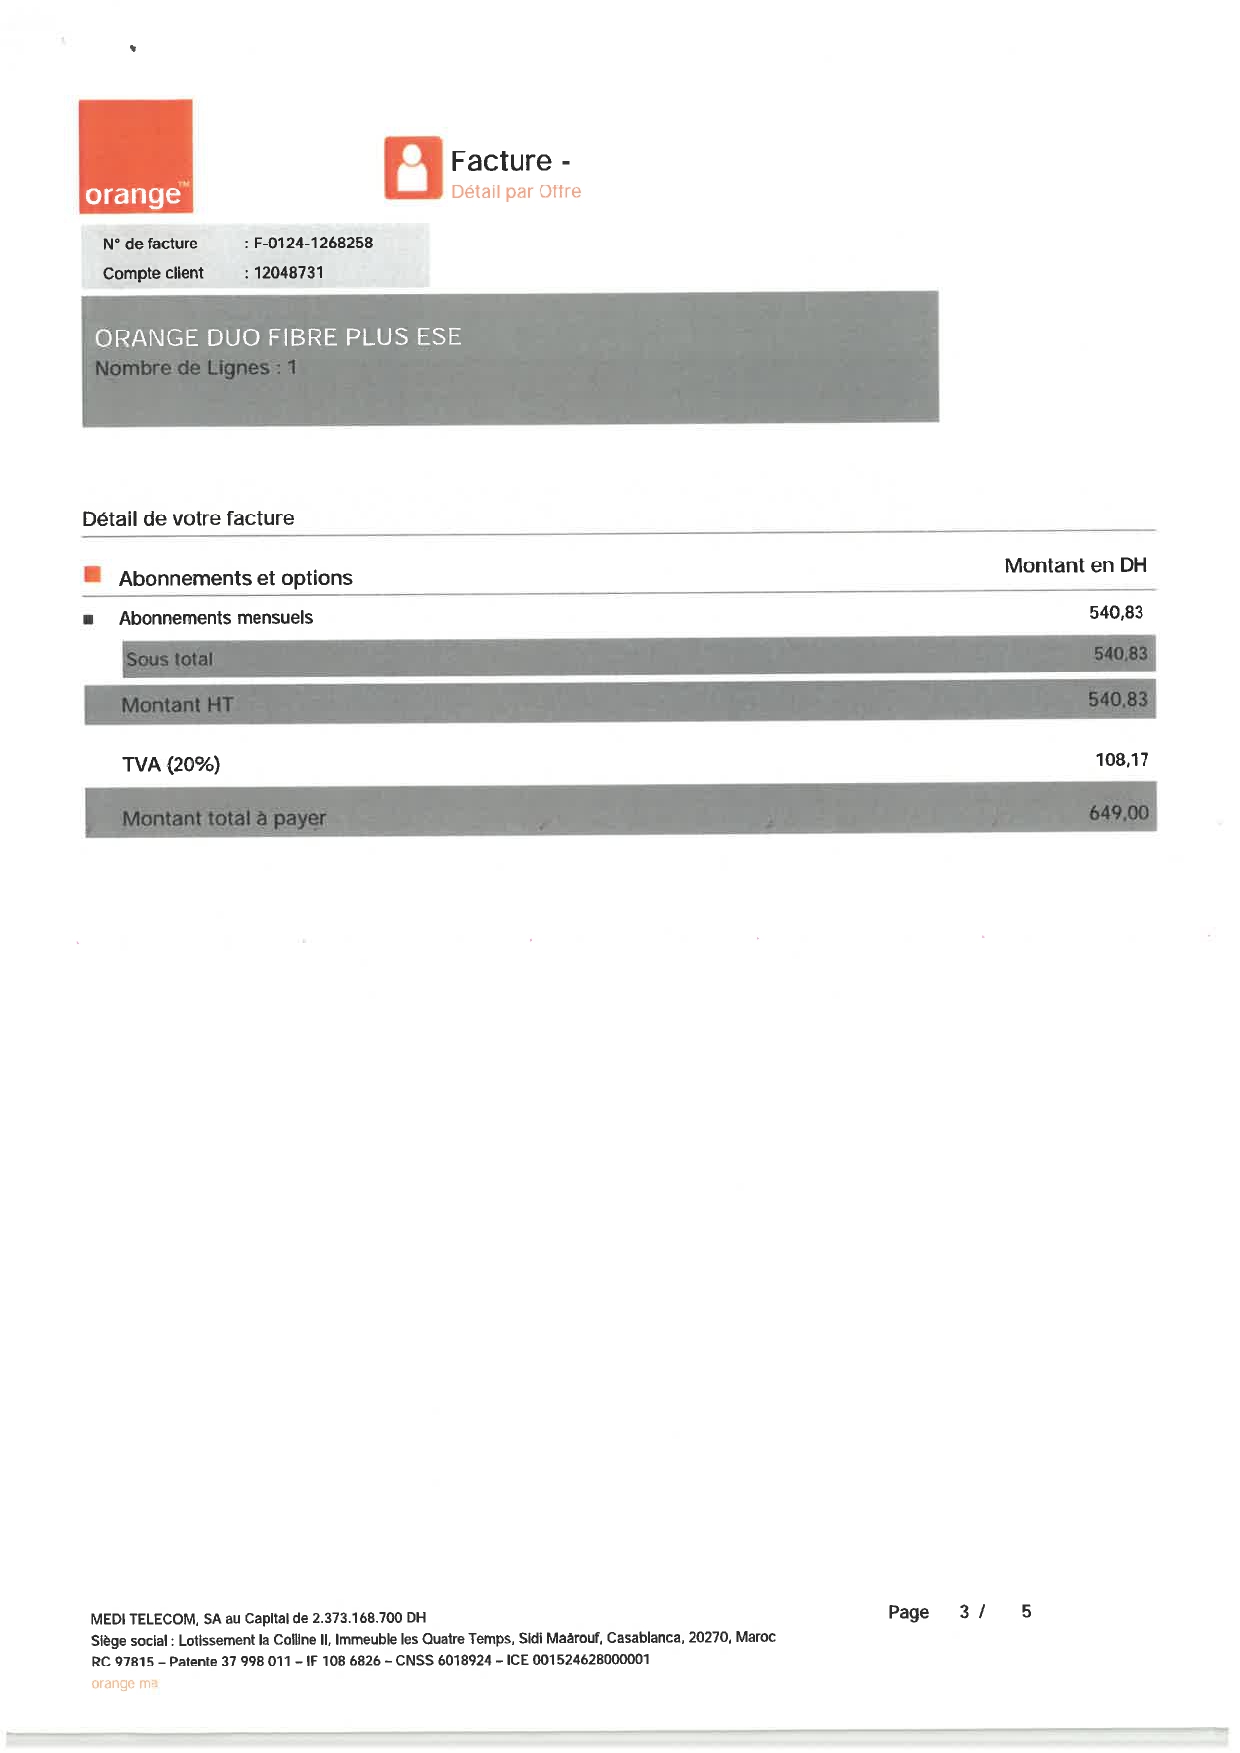 orange™
Facture -
Détail par Offre
N° de facture : F-0124-1268258
Compte client : 12048731
ORANGE DUO FIBRE PLUS ESE
Nombre de Lignes : 1
Détail de votre facture
Abonnements et options Montant en DH
Abonnements mensuels 540,83
Sous total 540,83
Montant HT 540,83
TVA (20%) 108,17
Montant total à payer 649,00
MEDI TELECOM, SA au Capital de 2.373.168.700 DH
Siège social : Lotissement la Colline II, Immeuble les Quatre Temps, Sidi Maârouf, Casablanca, 20270, Maroc
RC 97815 – Patente 37 998 011 – IF 108 6826 – CNSS 6018924 – ICE 001524628000001
orange ma
Page 3 / 5